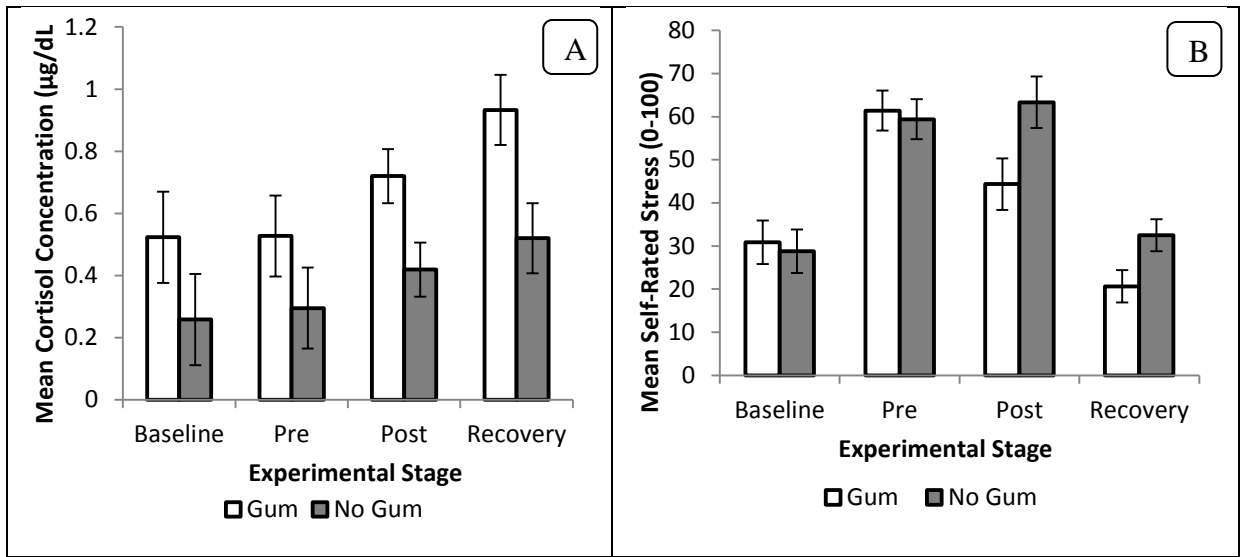 A
Mean Cortisol Concentration (µg/dL)
1.2
1
0.8
0.6
0.4
0.2
0
Baseline Pre Post Recovery
Experimental Stage
Gum No Gum
B
Mean Self-Rated Stress (0-100)
80
70
60
50
40
30
20
10
0
Baseline Pre Post Recovery
Experimental Stage
Gum No Gum